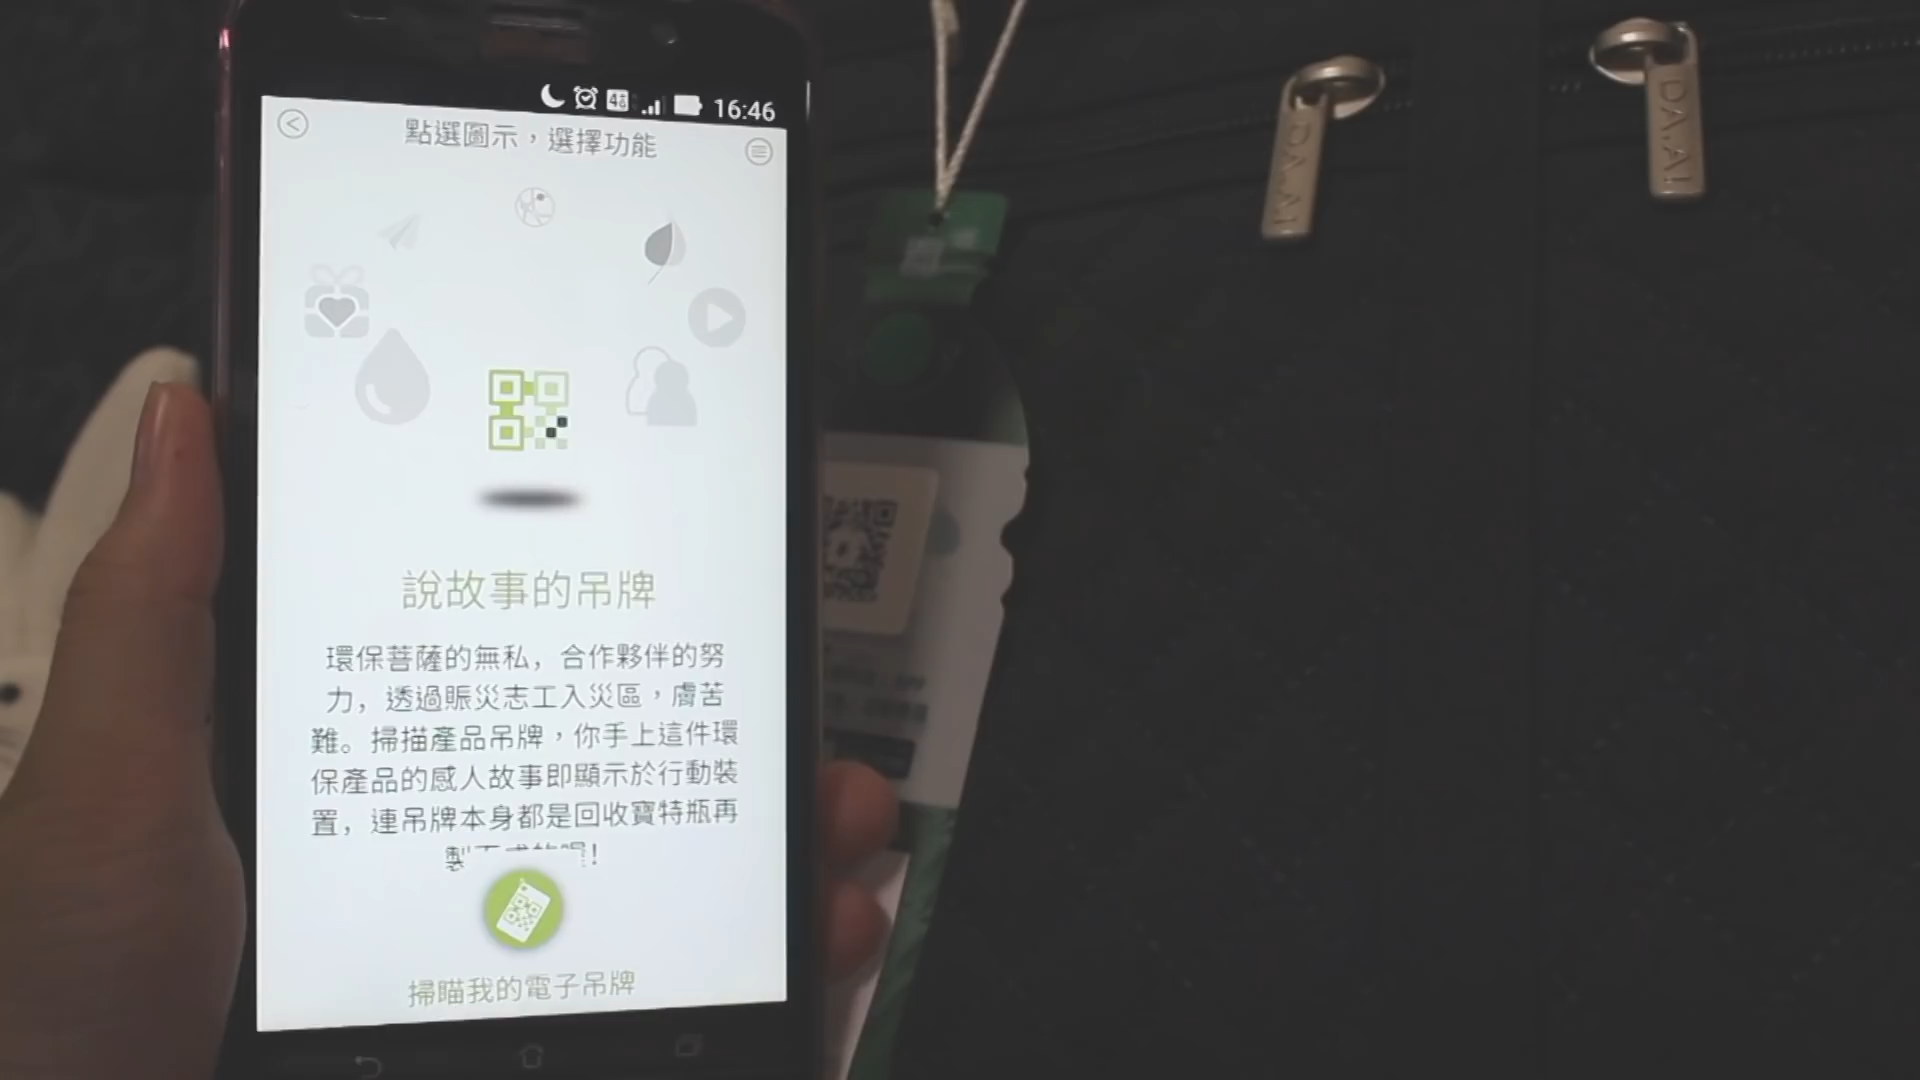 16:46
點選圖示，選擇功能
說故事的吊牌
環保菩薩的無私，合作夥伴的努
力，透過賑災志工入災區，膚苦
難。掃描產品吊牌，你手上這件環
保產品的感人故事即顯示於行動裝
置，連吊牌本身都是回收寶特瓶再
製
掃瞄我的電子吊牌
DA.AI
DA.AI